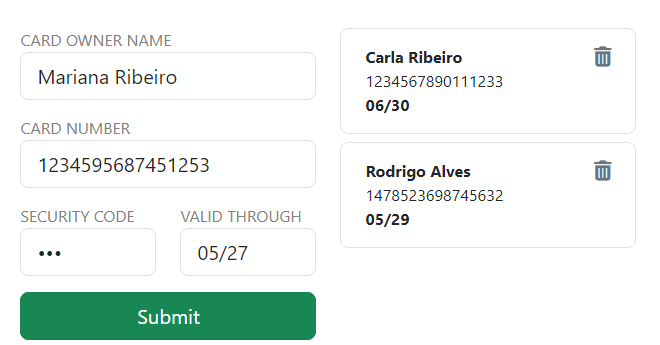 CARD OWNER NAME
Mariana Ribeiro
CARD NUMBER
1234595687451253
SECURITY CODE
•••
VALID THROUGH
05/27
Submit
Carla Ribeiro
1234567890111233
06/30
Rodrigo Alves
1478523698745632
05/29